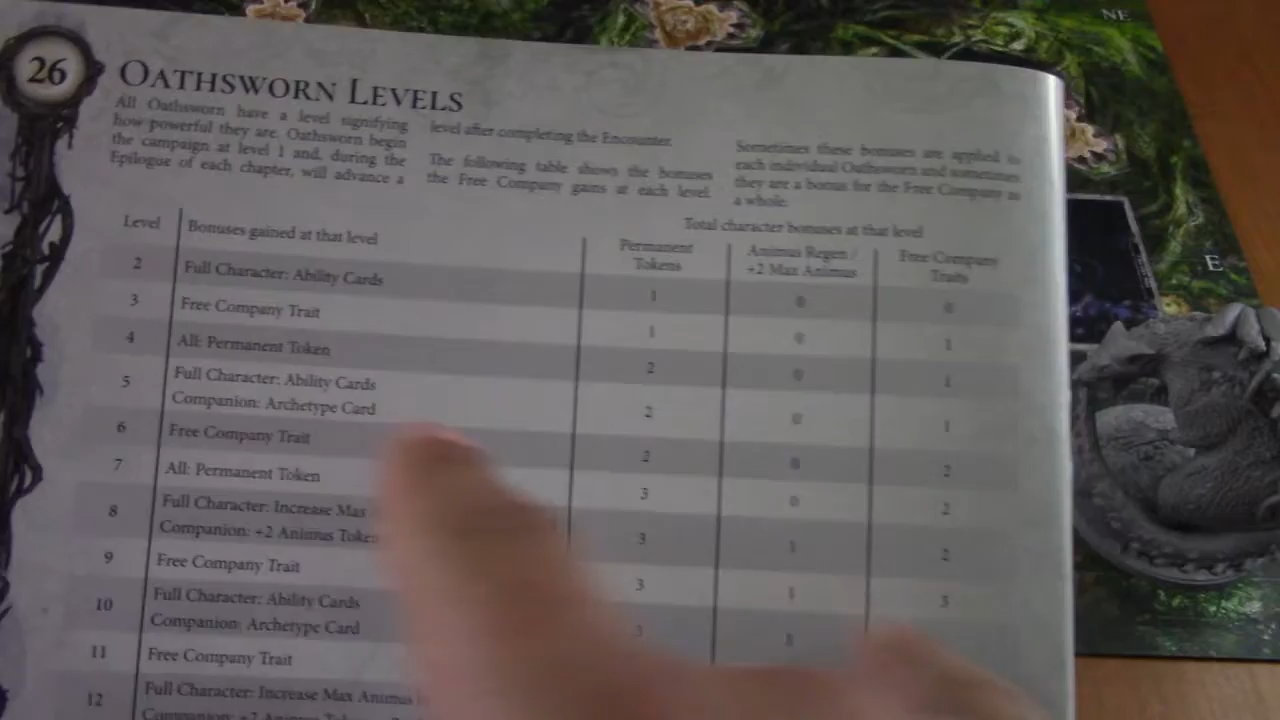 NE
26
OATHSWORN LEVELS
All Oathsworn have a level signifying
how powerful they are. Oathsworn begin
the campaign at level 1 and, during the
Epilogue of each chapter, will advance a
level after completing the Encounter.
The following table shows the bonuses
the Free Company gains at each level.
Sometimes these bonuses are applied to
each individual Oathsworn and sometimes
they are a bonus for the Free Company as
a whole.
E
Total character bonuses at that level
Level Bonuses gained at that level Permanent Tokens Animus Regen / +2 Max Animus Free Company Traits
2 Full Character: Ability Cards 1 0 0
3 Free Company Trait 1 0 1
4 All: Permanent Token 2 0 1
5 Full Character: Ability Cards
Companion: Archetype Card 2 0 1
6 Free Company Trait 2 0 2
7 All: Permanent Token 3 0 2
8 Full Character: Increase Max
Companion: +2 Animus 3 1 2
9 Free Company Trait 3 1 3
10 Full Character: Ability Cards
Companion: Archetype Card 3 1
11 Free Company Trait
12 Full Character: Increase Max Animus
Companion: +2 Animus